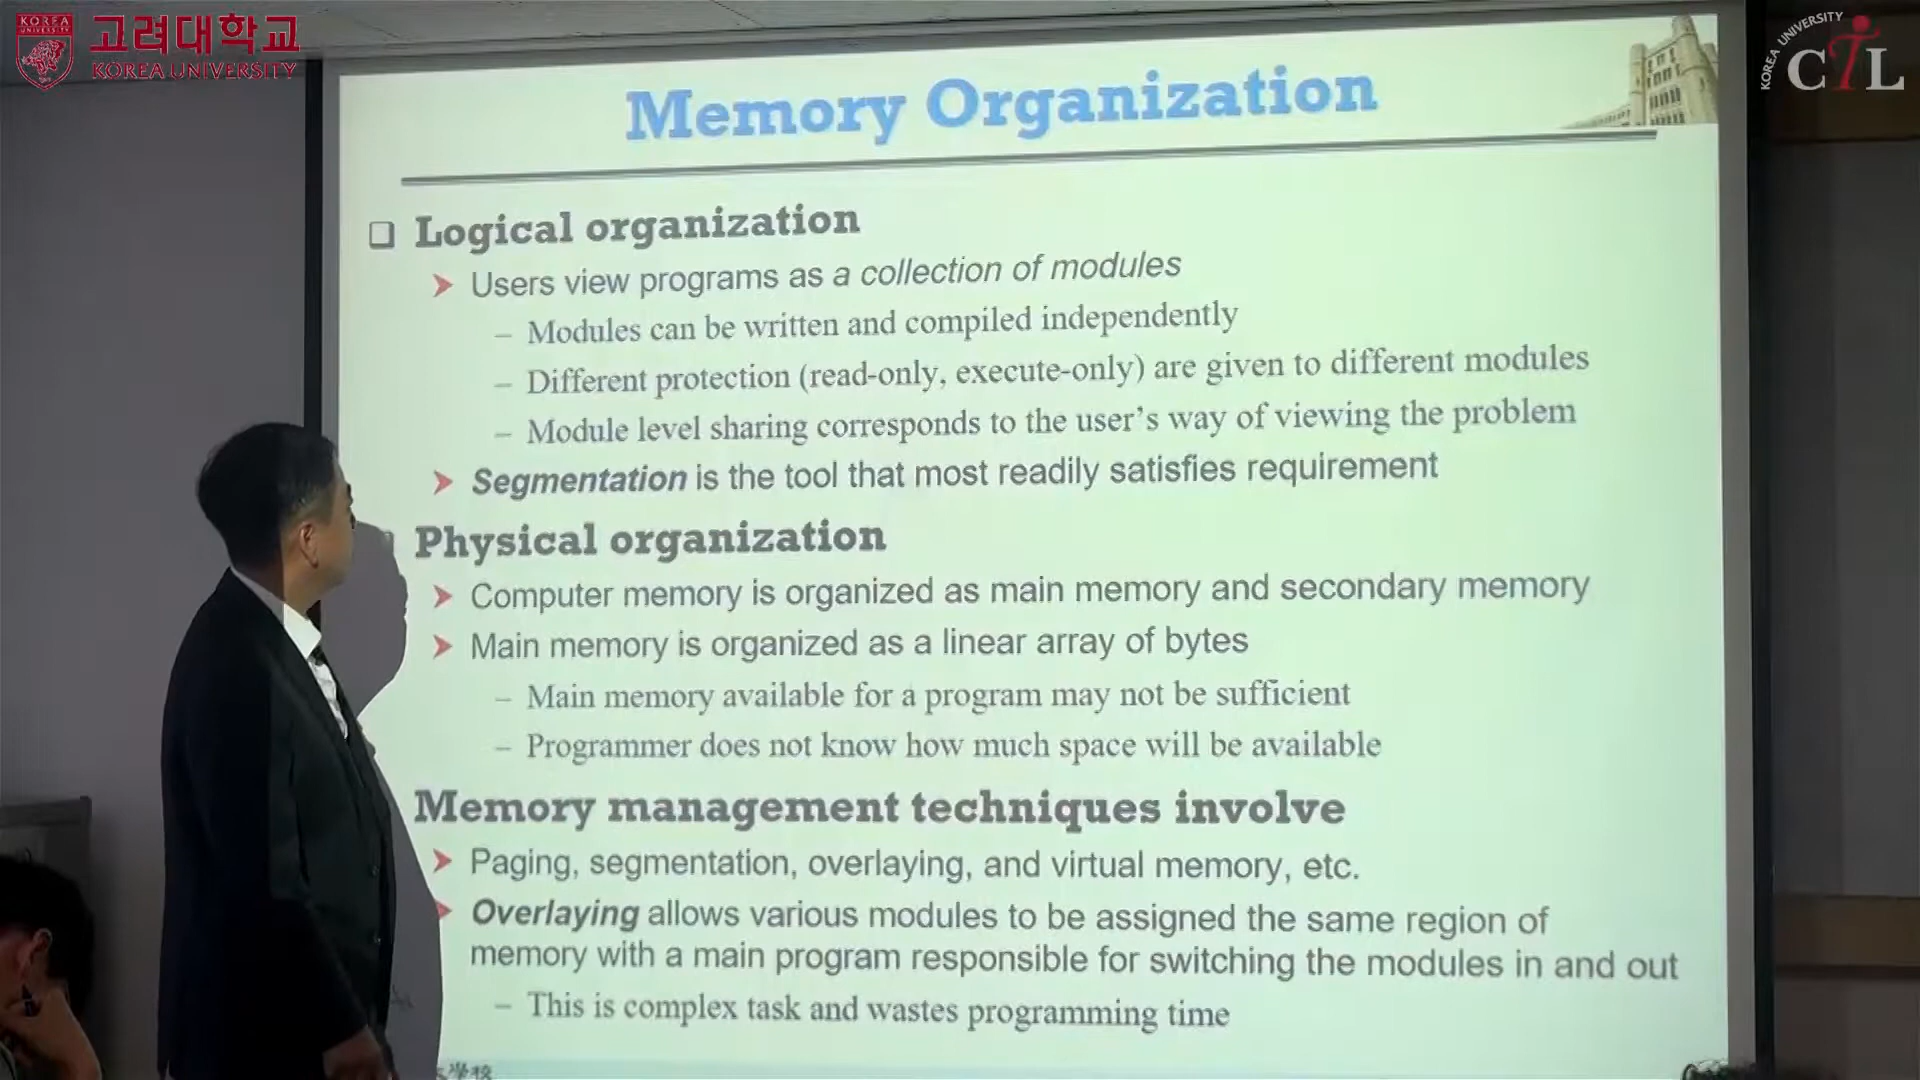 KOREA
UNIVERSITY
고려대학교
KOREA UNIVERSITY
KOREA UNIVERSITY
CTL
Memory Organization
❑ Logical organization
➤ Users view programs as a collection of modules
– Modules can be written and compiled independently
– Different protection (read-only, execute-only) are given to different modules
– Module level sharing corresponds to the user's way of viewing the problem
➤ Segmentation is the tool that most readily satisfies requirement
Physical organization
➤ Computer memory is organized as main memory and secondary memory
➤ Main memory is organized as a linear array of bytes
– Main memory available for a program may not be sufficient
– Programmer does not know how much space will be available
Memory management techniques involve
➤ Paging, segmentation, overlaying, and virtual memory, etc.
➤ Overlaying allows various modules to be assigned the same region of
memory with a main program responsible for switching the modules in and out
– This is complex task and wastes programming time